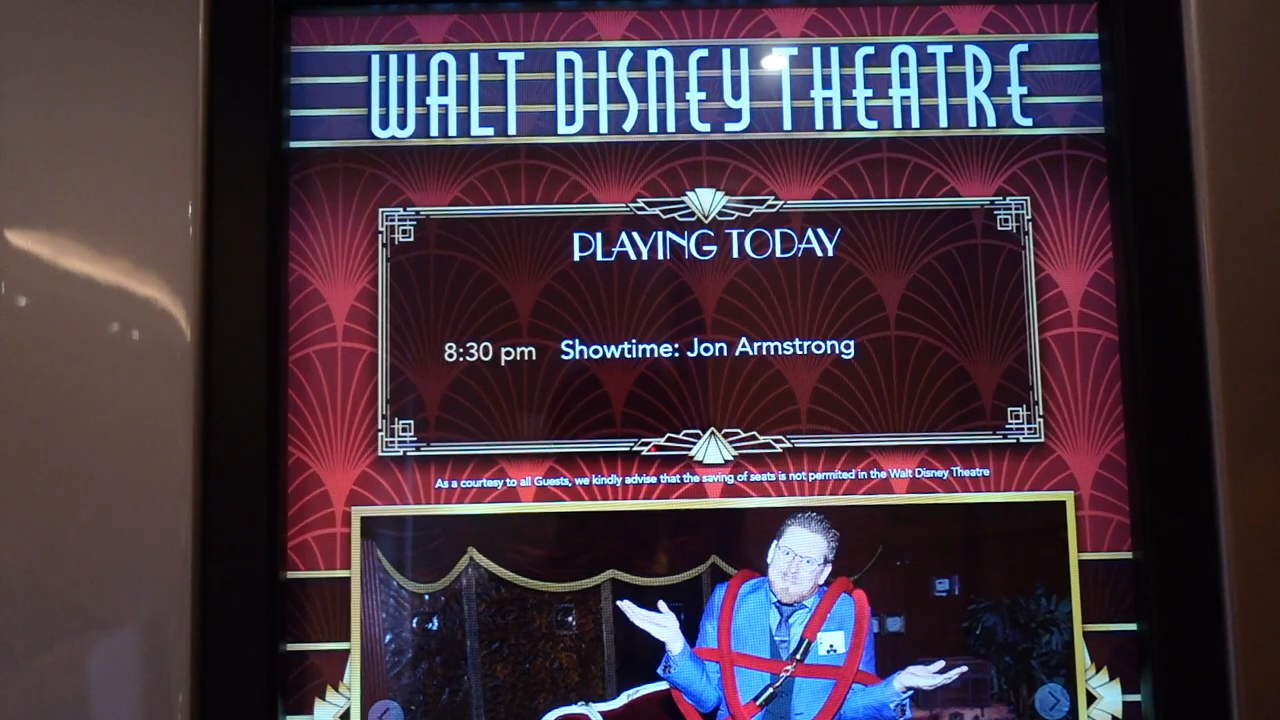 WALT DISNEY THEATRE
PLAYING TODAY
8:30 pm Showtime: Jon Armstrong
As a courtesy to all Guests, we kindly advise that the saving of seats is not permited in the Walt Disney Theatre